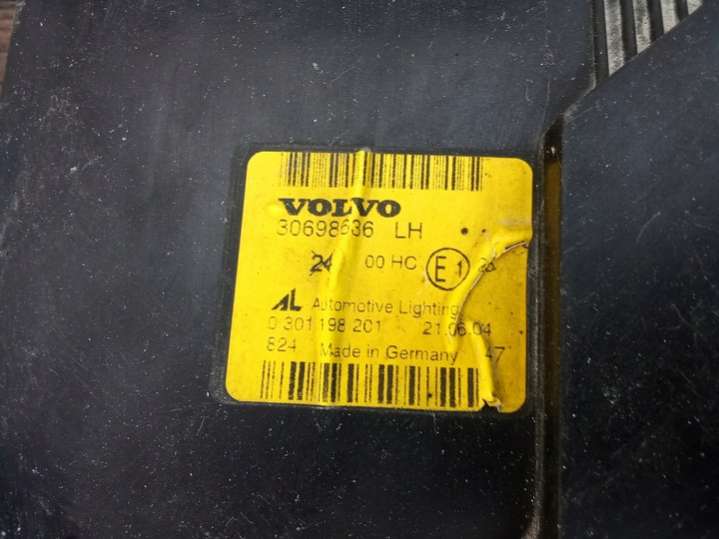 VOLVO
30698636 LH
24 00 HC E1
AL Automotive Lighting
0 301 198 201 21.06.04
824 Made in Germany 47